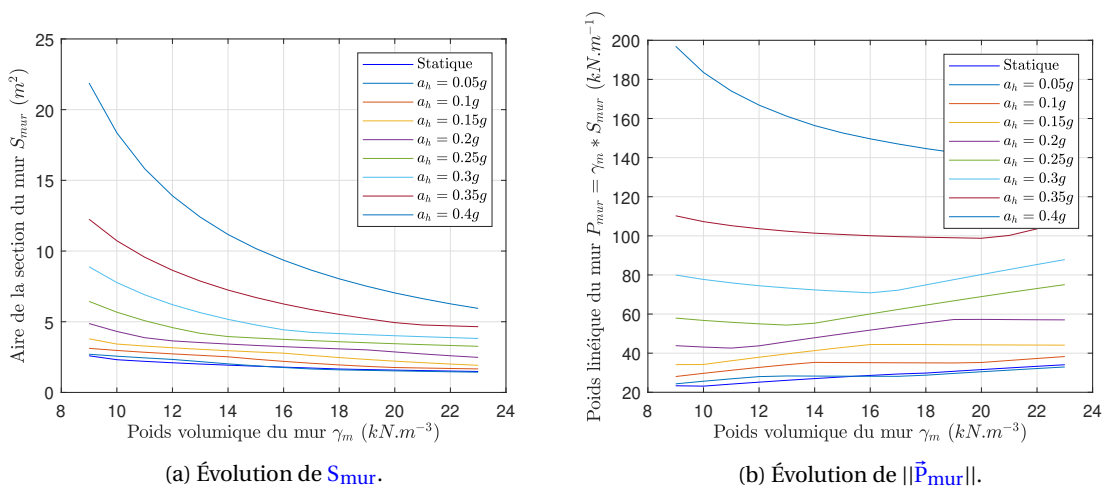 Aire de la section du mur S_mur (m²)
25
20
15
10
5
0
8 10 12 14 16 18 20 22 24
Poids volumique du mur γ_m (kN.m⁻³)
Statique
a_h = 0.05g
a_h = 0.1g
a_h = 0.15g
a_h = 0.2g
a_h = 0.25g
a_h = 0.3g
a_h = 0.35g
a_h = 0.4g
(a) Évolution de S_mur.
Poids linéique du mur P_mur = γ_m * S_mur (kN.m⁻¹)
200
180
160
140
120
100
80
60
40
20
8 10 12 14 16 18 20 22 24
Poids volumique du mur γ_m (kN.m⁻³)
Statique
a_h = 0.05g
a_h = 0.1g
a_h = 0.15g
a_h = 0.2g
a_h = 0.25g
a_h = 0.3g
a_h = 0.35g
a_h = 0.4g
(b) Évolution de ||P⃗_mur||.